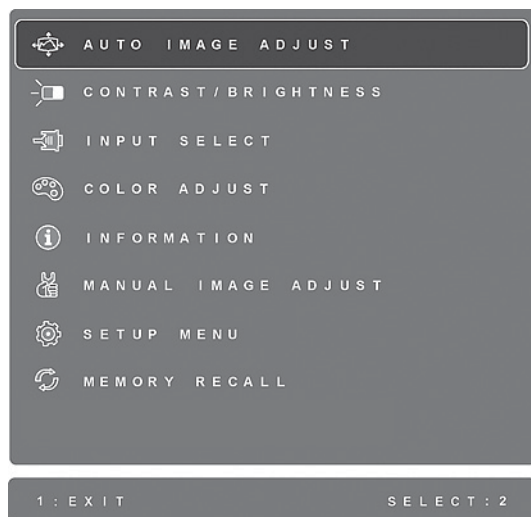 AUTO IMAGE ADJUST
CONTRAST/BRIGHTNESS
INPUT SELECT
COLOR ADJUST
INFORMATION
MANUAL IMAGE ADJUST
SETUP MENU
MEMORY RECALL
1:EXIT SELECT:2